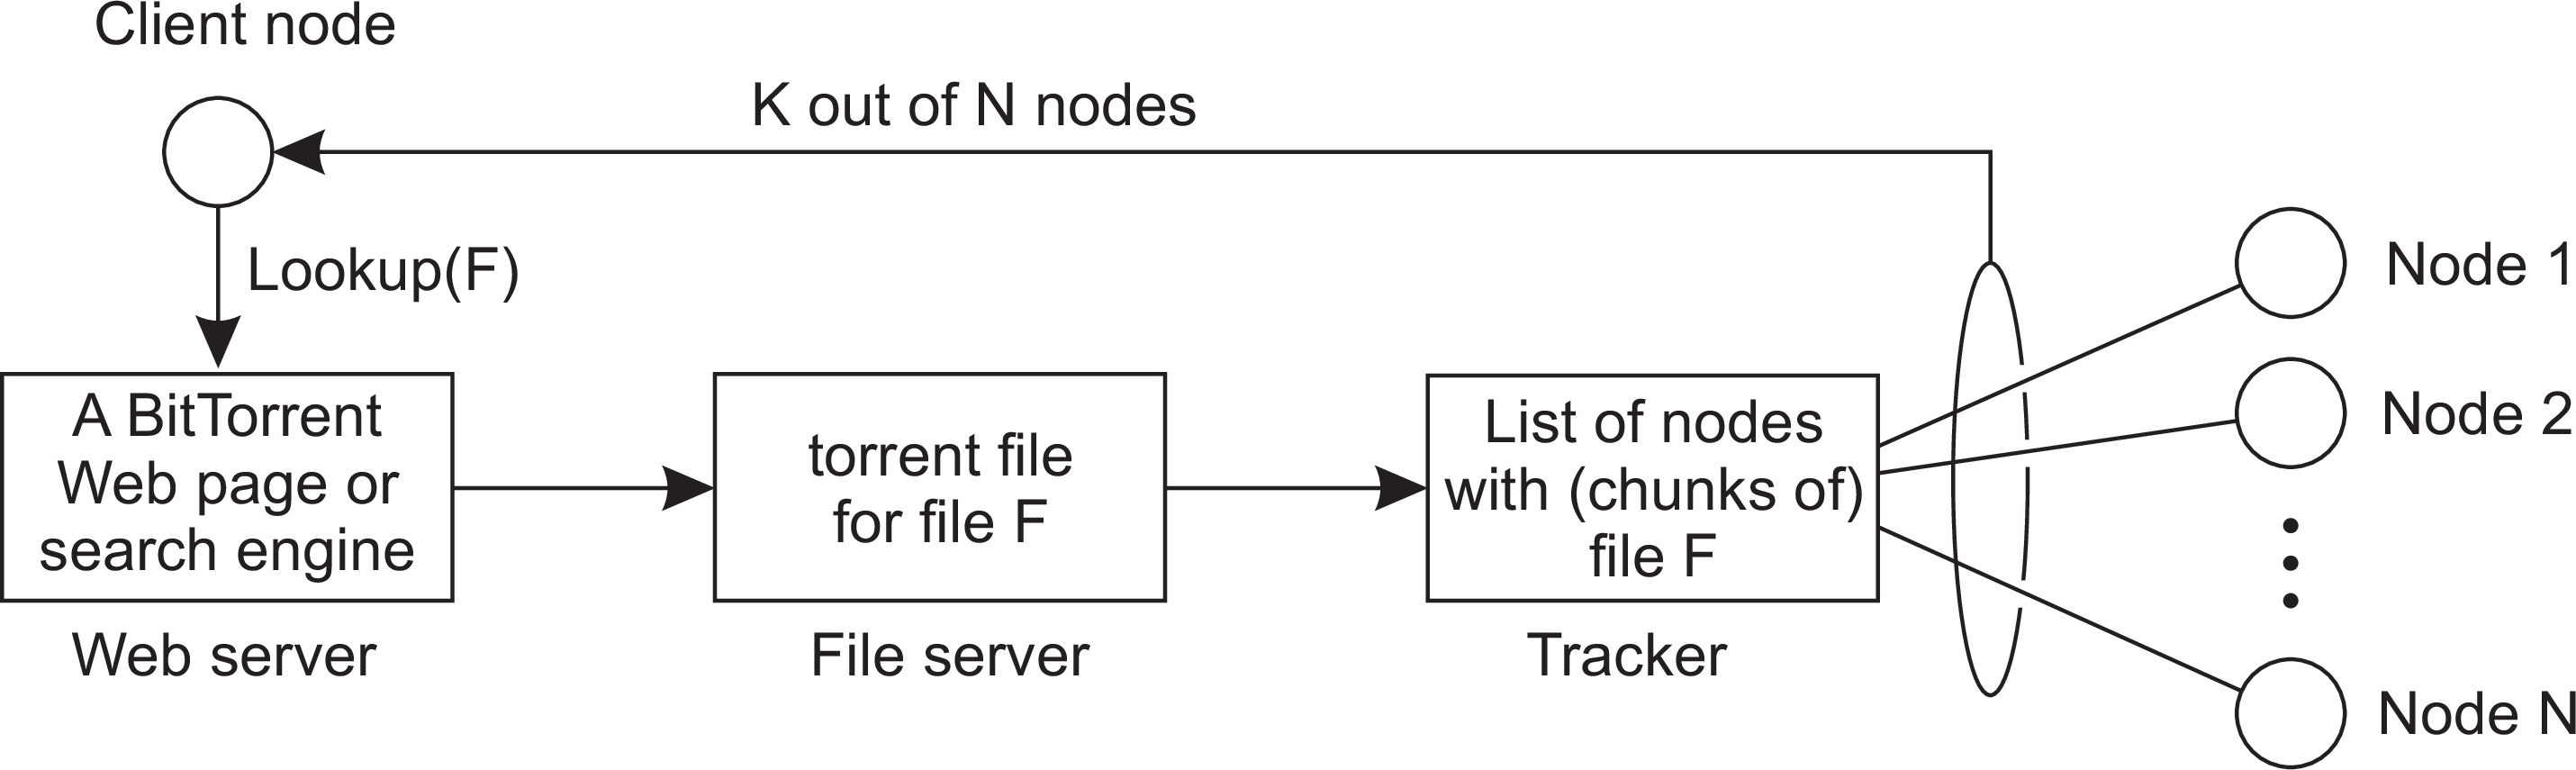 Client node
K out of N nodes
Lookup(F)
Node 1
Node 2
A BitTorrent
Web page or
search engine
torrent file
for file F
List of nodes
with (chunks of)
file F
Web server
File server
Tracker
Node N